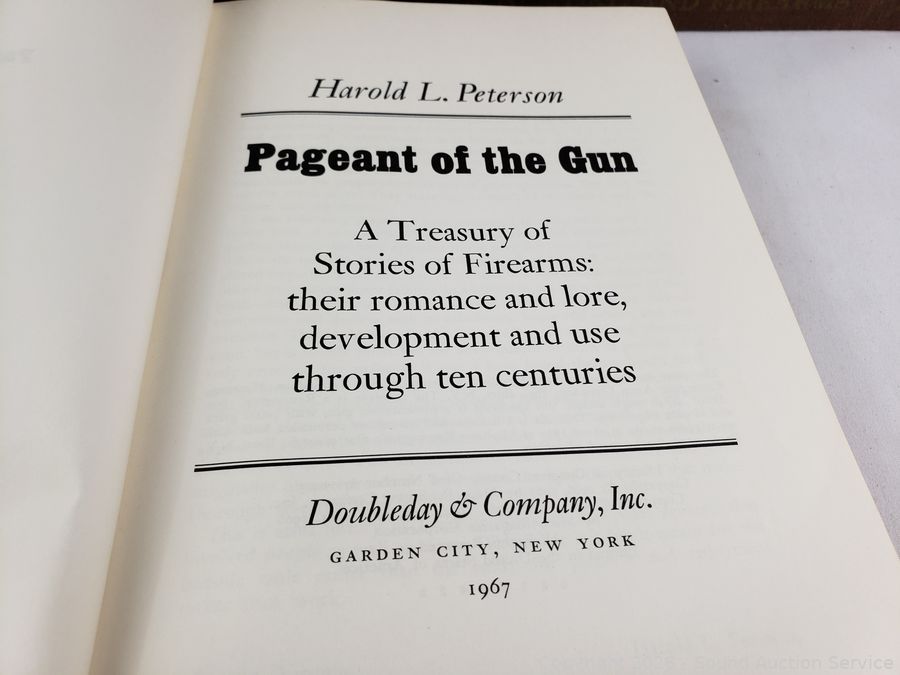 FIREARMS
Harold L. Peterson
Pageant of the Gun
A Treasury of
Stories of Firearms:
their romance and lore,
development and use
through ten centuries
Doubleday & Company, Inc.
GARDEN CITY, NEW YORK
1967
Sound Auction Service